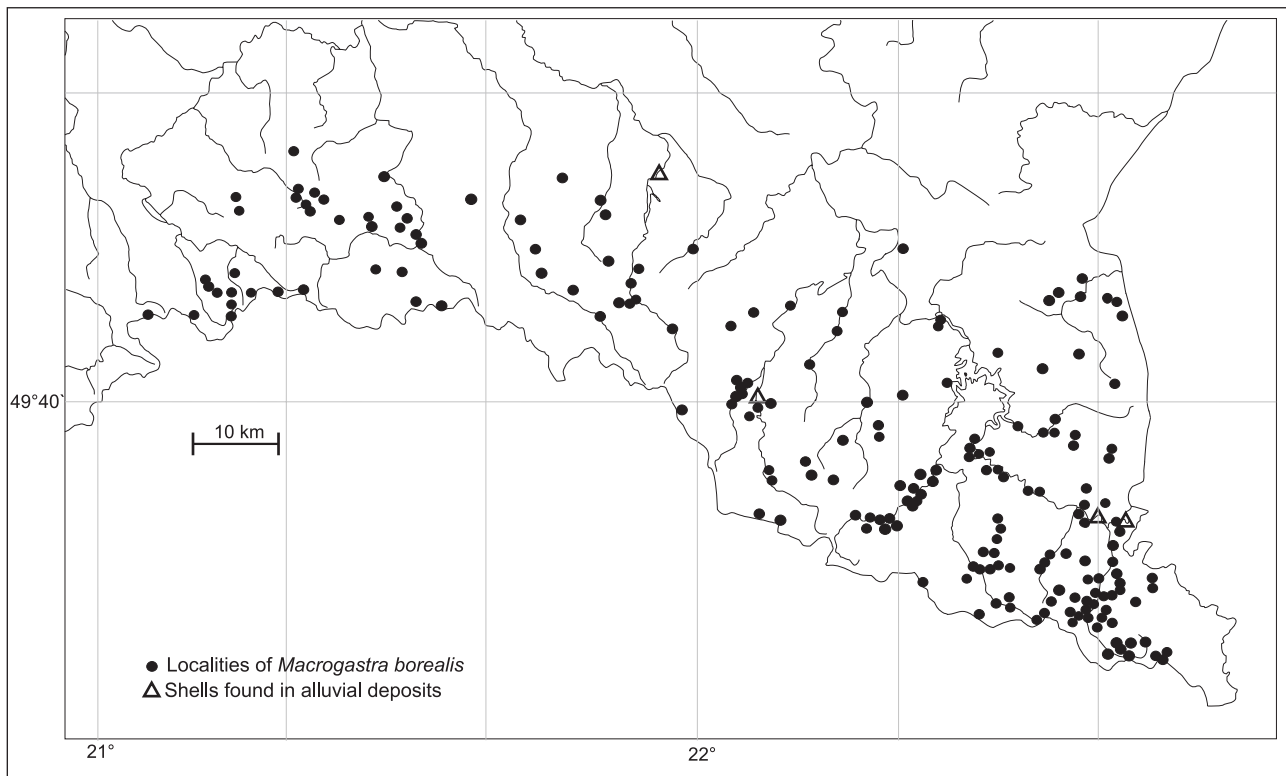 49°40`
10 km
Localities of Macrogastra borealis
Shells found in alluvial deposits
21°
22°